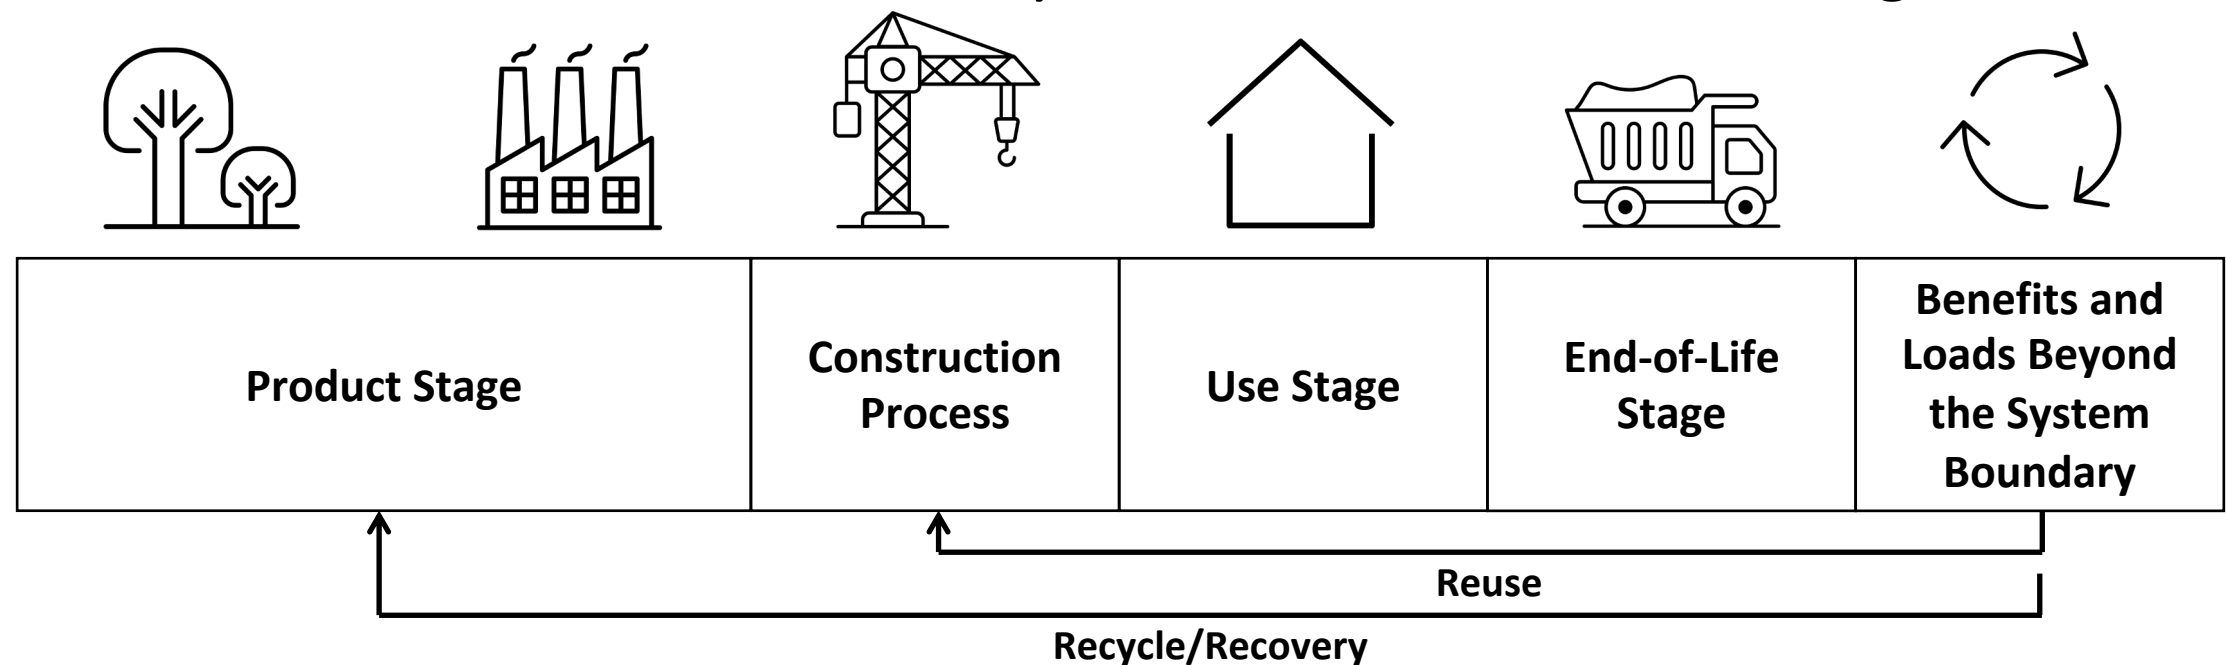 Product Stage
Construction
Process
Use Stage
End-of-Life
Stage
Benefits and
Loads Beyond
the System
Boundary
Reuse
Recycle/Recovery